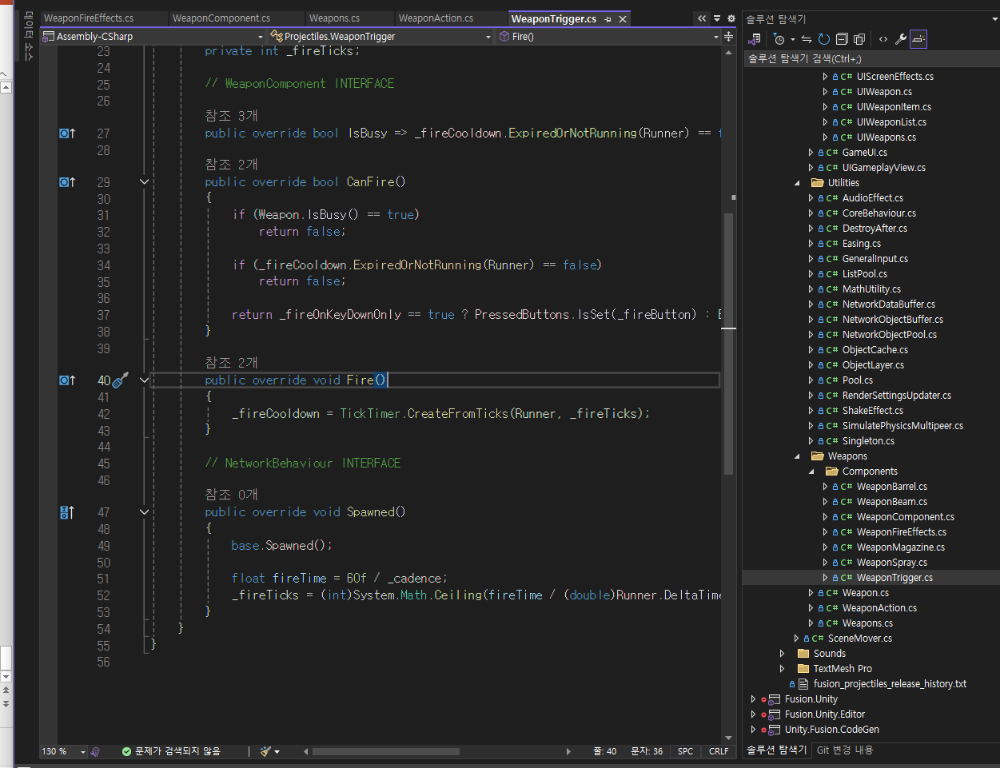 데이터 소스
WeaponFireEffects.cs
WeaponComponent.cs
Weapons.cs
WeaponAction.cs
WeaponTrigger.cs
Assembly-CSharp
Projectiles.WeaponTrigger
Fire()
23 private int _fireTicks;
24
25 // WeaponComponent INTERFACE
26
참조 3개
27 public override bool IsBusy => _fireCooldown.ExpiredOrNotRunning(Runner) ==
28
참조 2개
29 public override bool CanFire()
30 {
31 if (Weapon.IsBusy() == true)
32 return false;
33
34 if (_fireCooldown.ExpiredOrNotRunning(Runner) == false)
35 return false;
36
37 return _fireOnKeyDownOnly == true ? PressedButtons.IsSet(_fireButton) :
38 }
39
참조 2개
40 public override void Fire()
41 {
42 _fireCooldown = TickTimer.CreateFromTicks(Runner, _fireTicks);
43 }
44
45 // NetworkBehaviour INTERFACE
46
참조 0개
47 public override void Spawned()
48 {
49 base.Spawned();
50
51 float fireTime = 60f / _cadence;
52 _fireTicks = (int)System.Math.Ceiling(fireTime / (double)Runner.DeltaTime
53 }
54 }
55 }
56
130 %
문제가 검색되지 않음
줄: 40
문자: 36
SPC
CRLF
솔루션 탐색기
솔루션 탐색기 검색(Ctrl+;)
C# UIScreenEffects.cs
C# UIWeapon.cs
C# UIWeaponItem.cs
C# UIWeaponList.cs
C# UIWeapons.cs
C# GameUI.cs
C# UIGameplayView.cs
Utilities
C# AudioEffect.cs
C# CoreBehaviour.cs
C# DestroyAfter.cs
C# Easing.cs
C# GeneralInput.cs
C# ListPool.cs
C# MathUtility.cs
C# NetworkDataBuffer.cs
C# NetworkObjectBuffer.cs
C# NetworkObjectPool.cs
C# ObjectCache.cs
C# ObjectLayer.cs
C# Pool.cs
C# RenderSettingsUpdater.cs
C# ShakeEffect.cs
C# SimulatePhysicsMultipeer.cs
C# Singleton.cs
Weapons
Components
C# WeaponBarrel.cs
C# WeaponBeam.cs
C# WeaponComponent.cs
C# WeaponFireEffects.cs
C# WeaponMagazine.cs
C# WeaponSpray.cs
C# WeaponTrigger.cs
C# Weapon.cs
C# WeaponAction.cs
C# Weapons.cs
C# SceneMover.cs
Sounds
TextMesh Pro
fusion_projectiles_release_history.txt
Fusion.Unity
Fusion.Unity.Editor
Unity.Fusion.CodeGen
솔루션 탐색기
Git 변경 내용